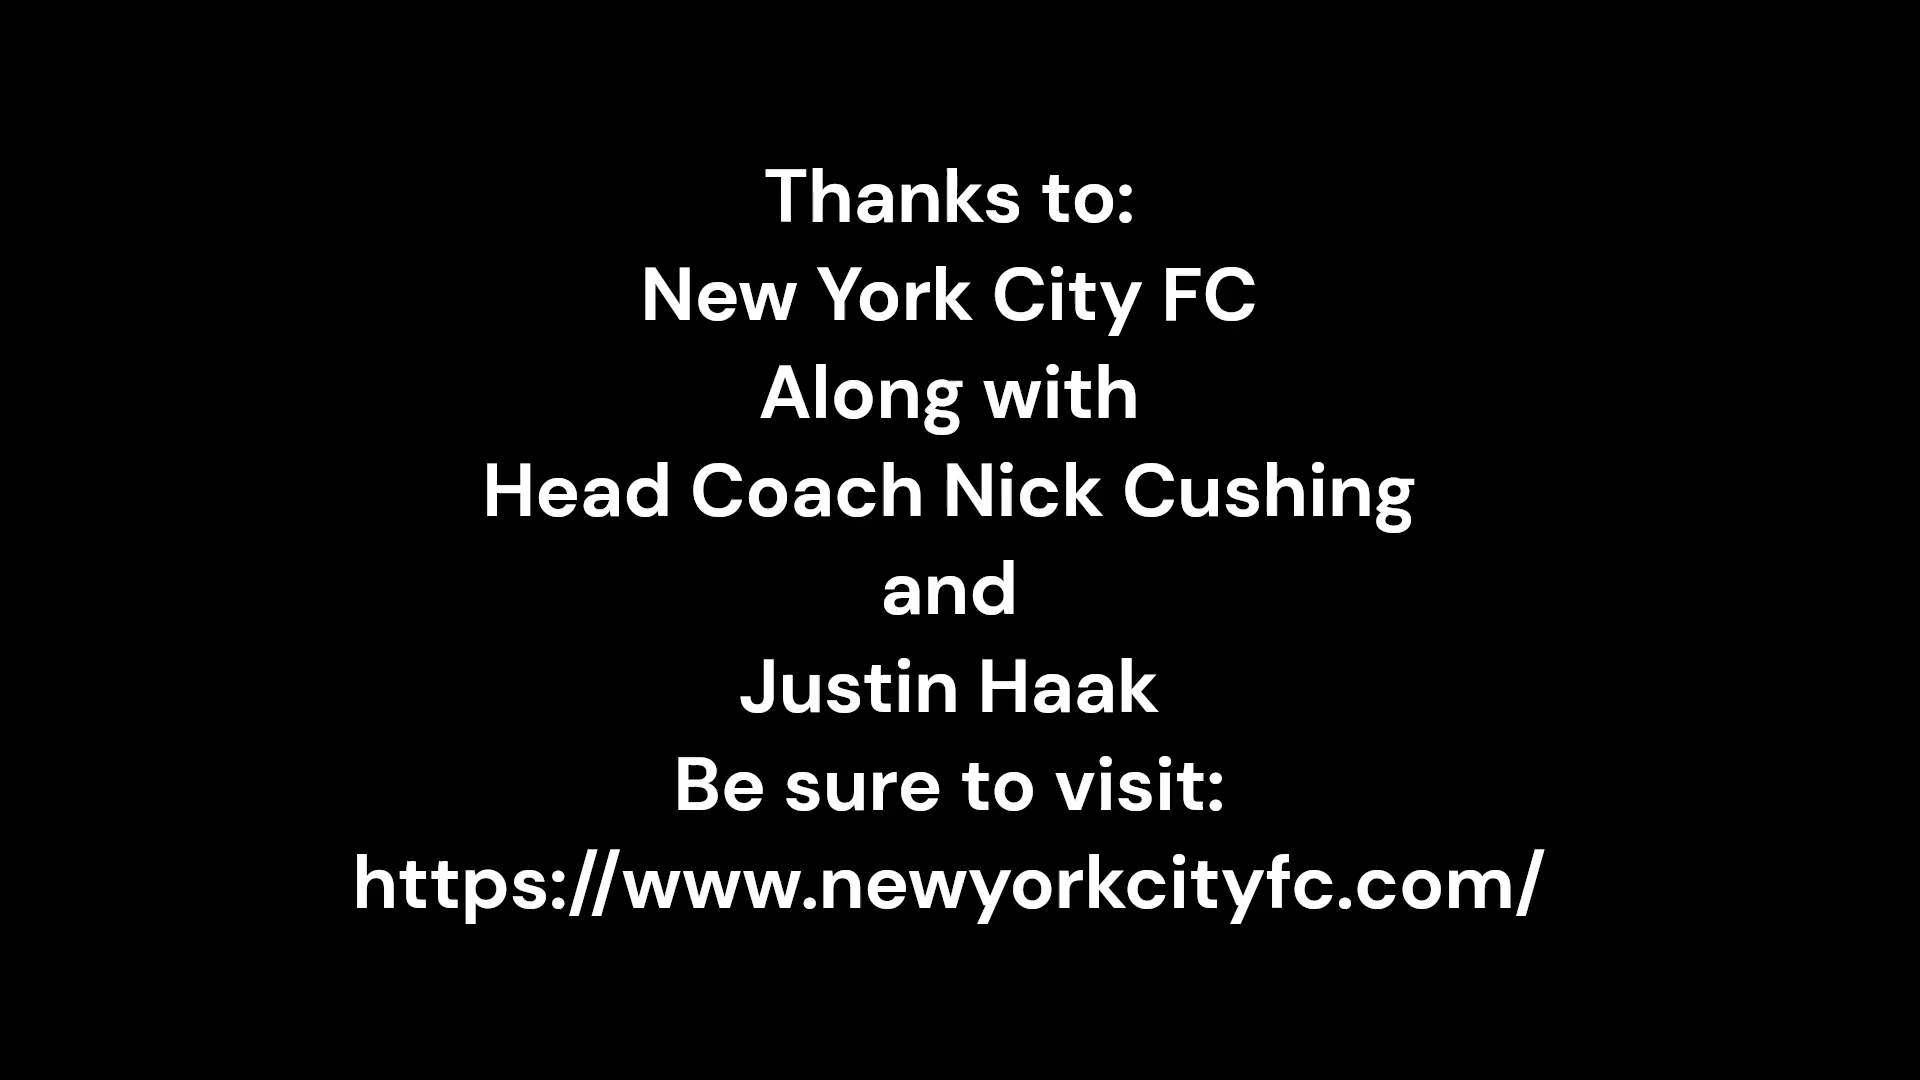 Thanks to:
New York City FC
Along with
Head Coach Nick Cushing
and
Justin Haak
Be sure to visit:
https://www.newyorkcityfc.com/